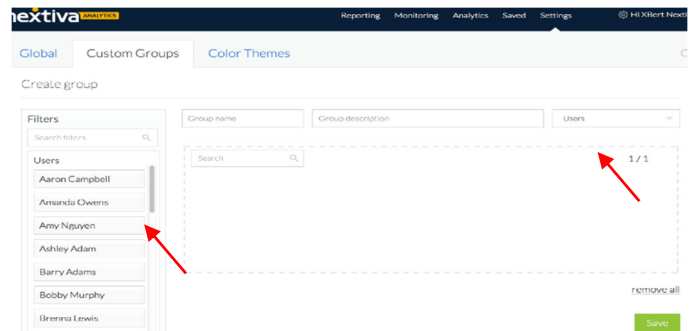 nextiva ANALYTICS Reporting Monitoring Analytics Saved Settings Hi XBert Nexti
Global Custom Groups Color Themes
Create group
Filters
Search filters
Users
Aaron Campbell
Amanda Owens
Amy Nguyen
Ashley Adam
Barry Adams
Bobby Murphy
Brenna Lewis
Group name Group description Users
Search 1 / 1
remove all
Save